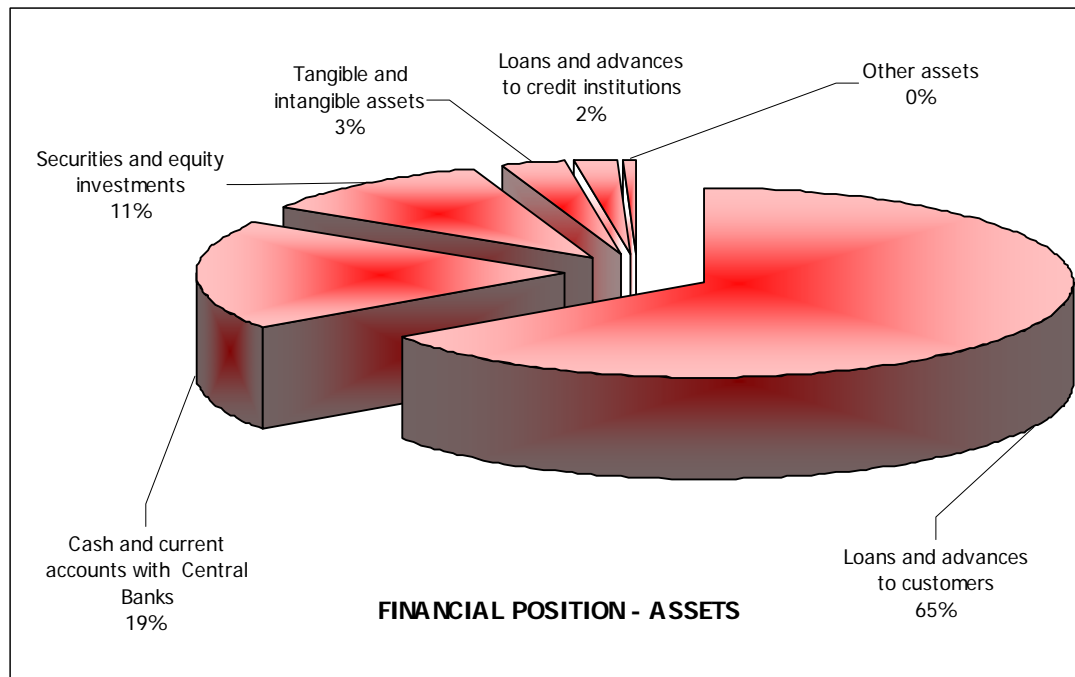 Loans and advances
to credit institutions
2%
Other assets
0%
Tangible and
intangible assets
3%
Securities and equity
investments
11%
Cash and current
accounts with Central
Banks
19%
Loans and advances
to customers
65%
FINANCIAL POSITION - ASSETS